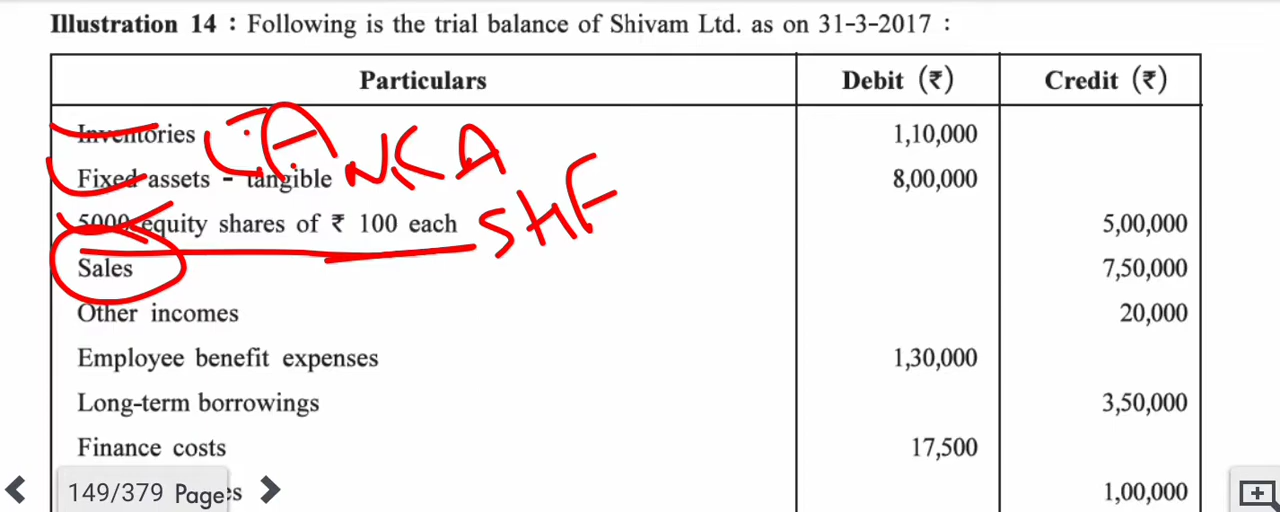 Illustration 14 : Following is the trial balance of Shivam Ltd. as on 31-3-2017 :
Particulars Debit (₹) Credit (₹)
Inventories CA 1,10,000
Fixed assets - tangible NCA 8,00,000
5000 equity shares of ₹ 100 each SHF 5,00,000
Sales 7,50,000
Other incomes 20,000
Employee benefit expenses 1,30,000
Long-term borrowings 3,50,000
Finance costs 17,500
149/379 Page 1,00,000